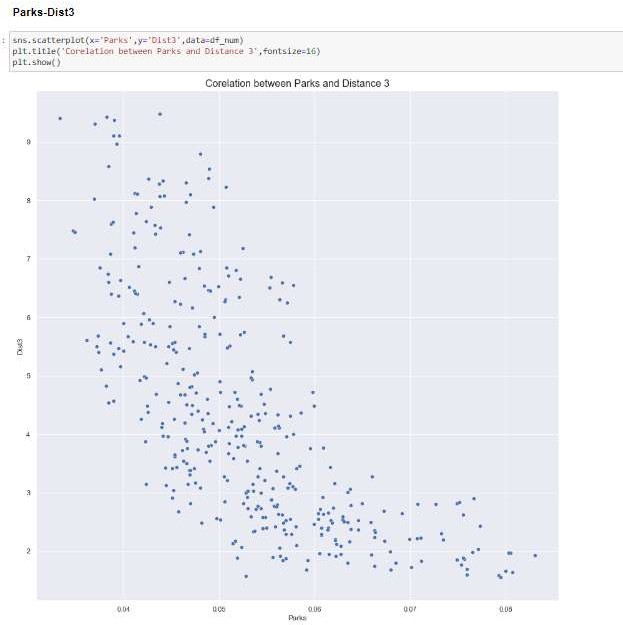 Parks-Dist3
: sns.scatterplot(x='Parks',y='Dist3',data=df_num)
plt.title('Corelation between Parks and Distance 3',fontsize=16)
plt.show()
Corelation between Parks and Distance 3
9
8
7
6
5
4
3
2
Dist3
0.04 0.05 0.06 0.07 0.08
Parks